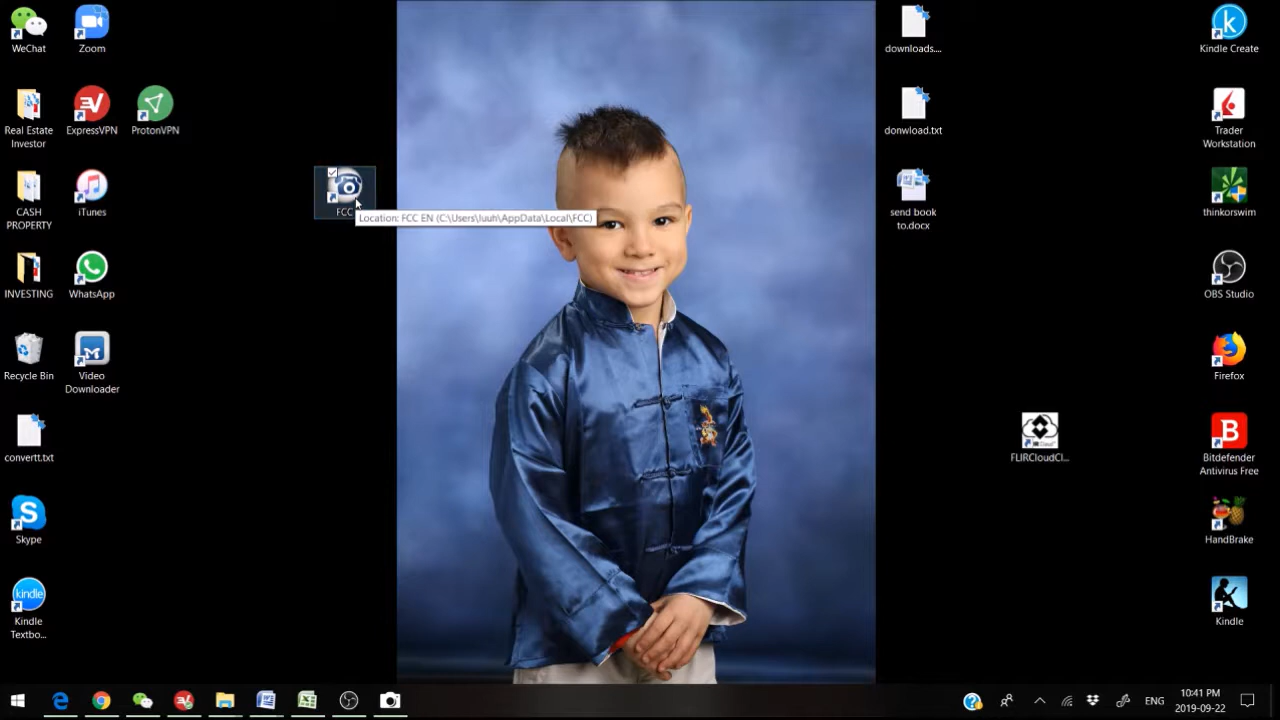 WeChat
Zoom
Real Estate
Investor
ExpressVPN
ProtonVPN
CASH
PROPERTY
iTunes
INVESTING
WhatsApp
Recycle Bin
Video
Downloader
convertt.txt
Skype
kindle
Kindle
Textbo...
FCC
Location: FCC EN (C:\Users\luuh\AppData\Local\FCC)
downloads....
donwload.txt
send book
to.docx
FLIRCloudCl...
Kindle Create
Trader
Workstation
thinkorswim
OBS Studio
Firefox
Bitdefender
Antivirus Free
HandBrake
Kindle
ENG
10:41 PM
2019-09-22